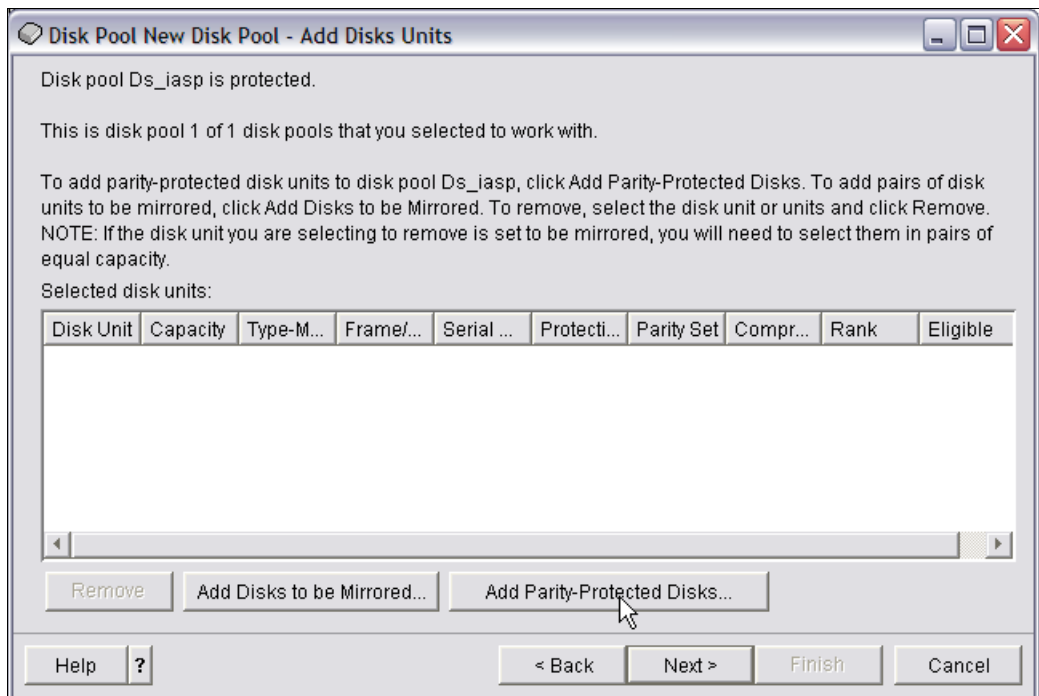 Disk Pool New Disk Pool - Add Disks Units
Disk pool Ds_iasp is protected.
This is disk pool 1 of 1 disk pools that you selected to work with.
To add parity-protected disk units to disk pool Ds_iasp, click Add Parity-Protected Disks. To add pairs of disk
units to be mirrored, click Add Disks to be Mirrored. To remove, select the disk unit or units and click Remove.
NOTE: If the disk unit you are selecting to remove is set to be mirrored, you will need to select them in pairs of
equal capacity.
Selected disk units:
Disk Unit Capacity Type-M... Frame/... Serial ... Protecti... Parity Set Compr... Rank Eligible
Remove Add Disks to be Mirrored... Add Parity-Protected Disks...
Help ? < Back Next > Finish Cancel